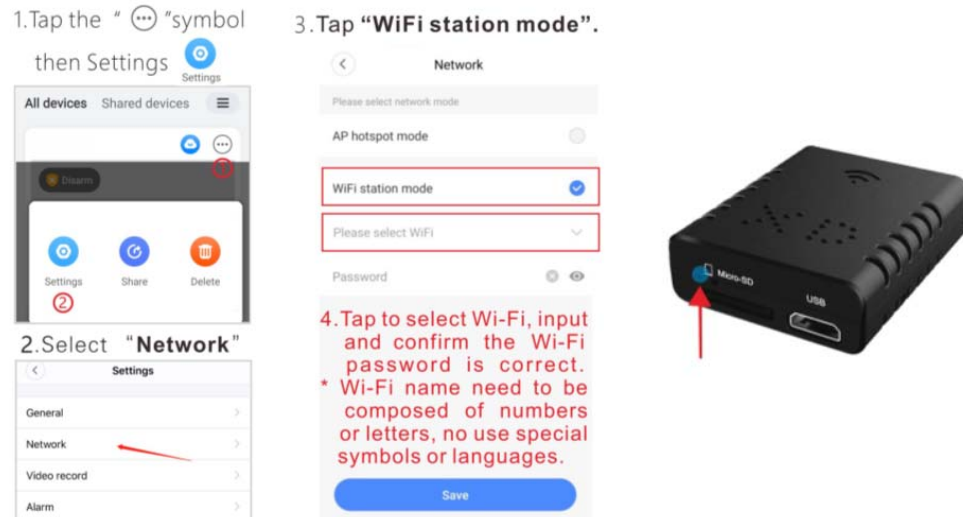 1.Tap the “ ”symbol
then Settings
Settings
All devices Shared devices
①
Disarm
Settings Share Delete
②
2.Select “Network”
Settings
General
Network
Video record
Alarm
3.Tap “WiFi station mode”.
Network
Please select network mode
AP hotspot mode
WiFi station mode
Please select WiFi
Password
4.Tap to select Wi-Fi, input
and confirm the Wi-Fi
password is correct.
* Wi-Fi name need to be
composed of numbers
or letters, no use special
symbols or languages.
Save
Micro-SD
USB